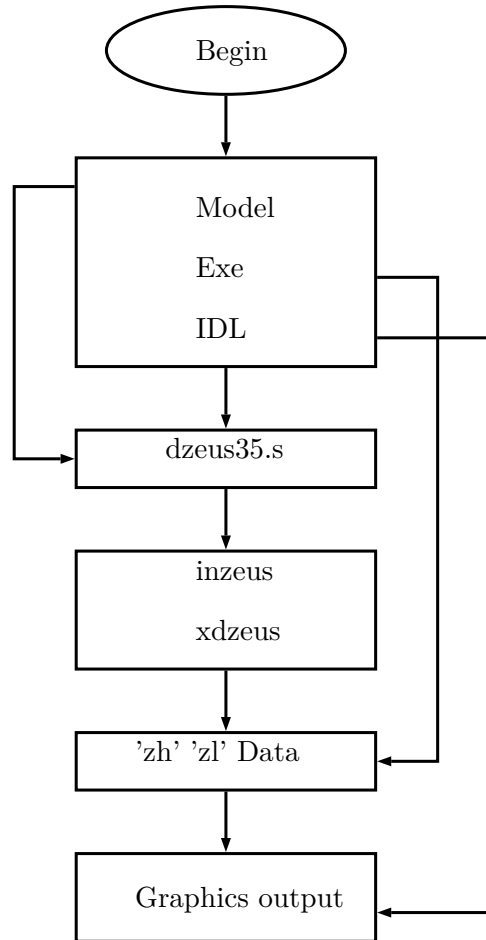 Begin
Model
Exe
IDL
dzeus35.s
inzeus
xdzeus
'zh' 'zl' Data
Graphics output